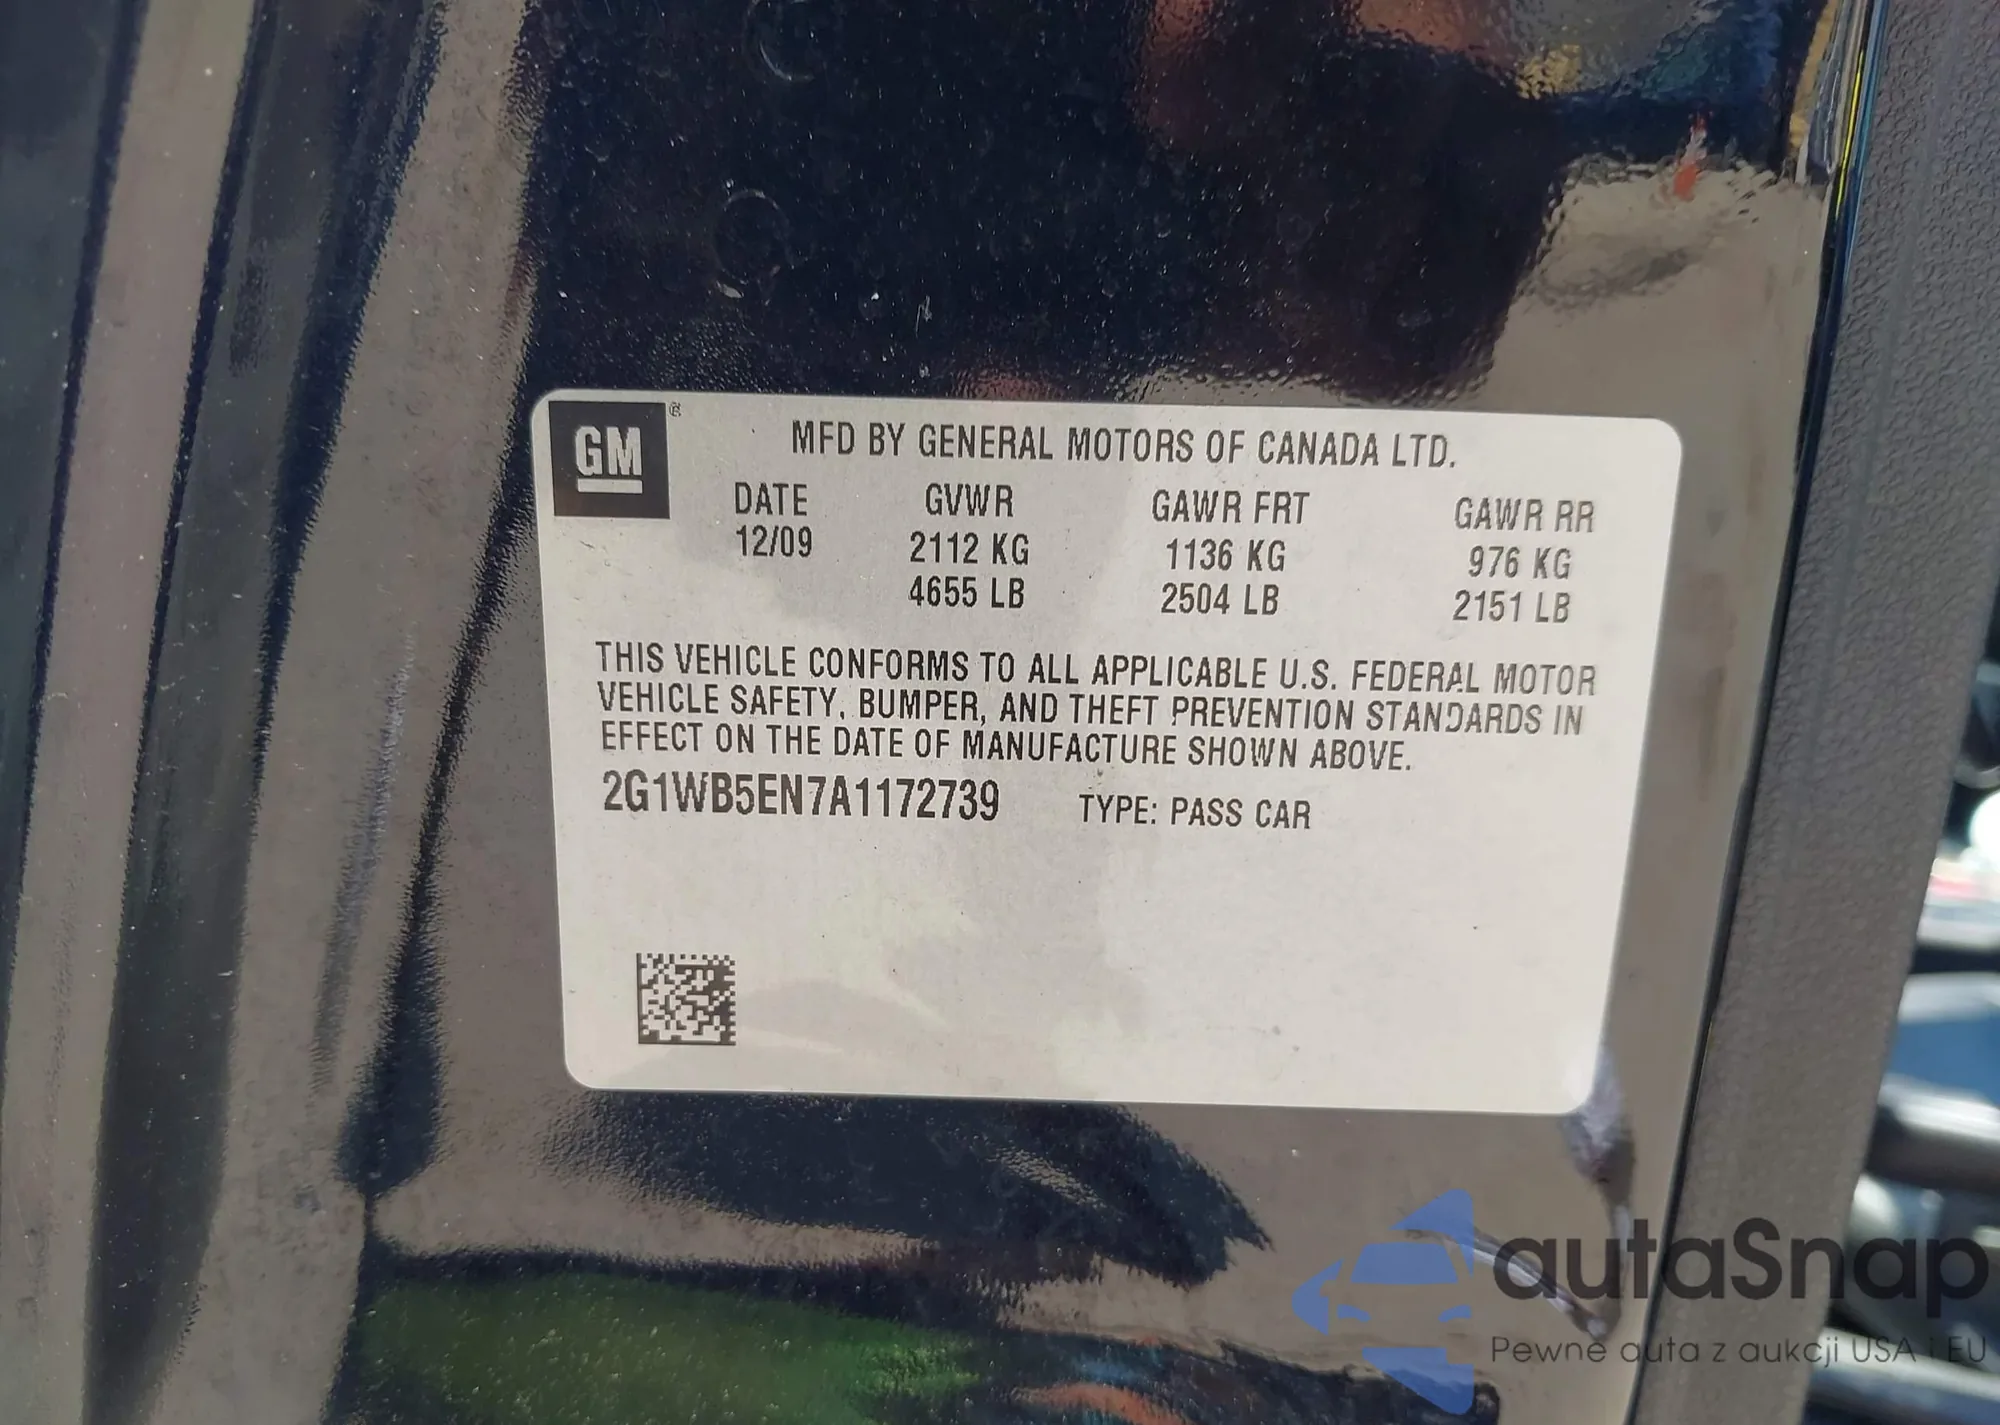 GM ®
MFD BY GENERAL MOTORS OF CANADA LTD.
DATE GVWR GAWR FRT GAWR RR
12/09 2112 KG 1136 KG 976 KG
4655 LB 2504 LB 2151 LB
THIS VEHICLE CONFORMS TO ALL APPLICABLE U.S. FEDERAL MOTOR
VEHICLE SAFETY, BUMPER, AND THEFT PREVENTION STANDARDS IN
EFFECT ON THE DATE OF MANUFACTURE SHOWN ABOVE.
2G1WB5EN7A1172739 TYPE: PASS CAR
autaSnap
Pewne auta z aukcji USA i EU